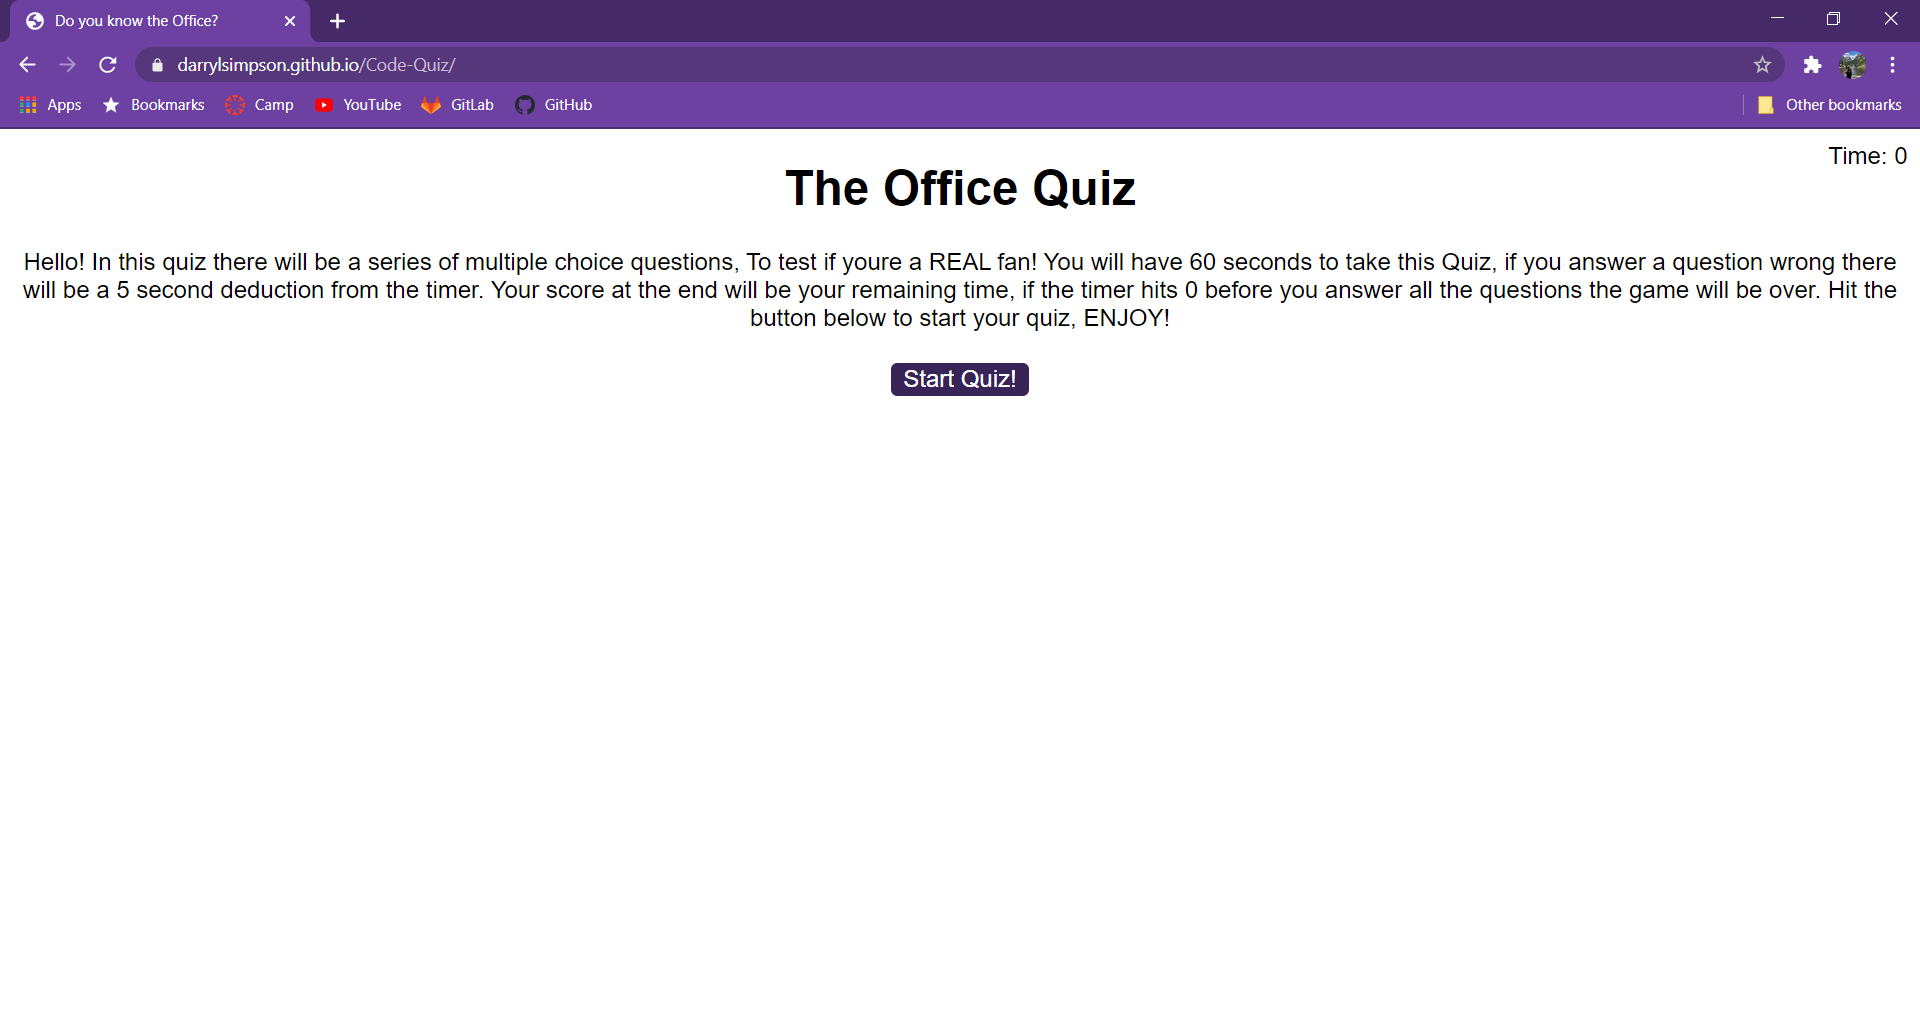 Do you know the Office?
darrylsimpson.github.io/Code-Quiz/
Apps Bookmarks Camp YouTube GitLab GitHub Other bookmarks
Time: 0
The Office Quiz
Hello! In this quiz there will be a series of multiple choice questions, To test if youre a REAL fan! You will have 60 seconds to take this Quiz, if you answer a question wrong there
will be a 5 second deduction from the timer. Your score at the end will be your remaining time, if the timer hits 0 before you answer all the questions the game will be over. Hit the
button below to start your quiz, ENJOY!
Start Quiz!